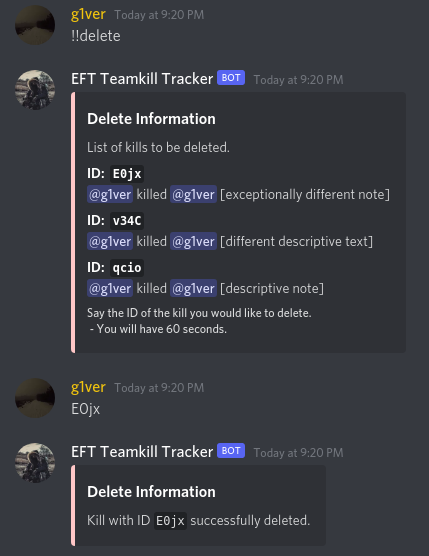 g1ver Today at 9:20 PM
!!delete
EFT Teamkill Tracker BOT Today at 9:20 PM
Delete Information
List of kills to be deleted.
ID: E0jx
@g1ver killed @g1ver [exceptionally different note]
ID: v34C
@g1ver killed @g1ver [different descriptive text]
ID: qcio
@g1ver killed @g1ver [descriptive note]
Say the ID of the kill you would like to delete.
- You will have 60 seconds.
g1ver Today at 9:20 PM
E0jx
EFT Teamkill Tracker BOT Today at 9:20 PM
Delete Information
Kill with ID E0jx successfully deleted.